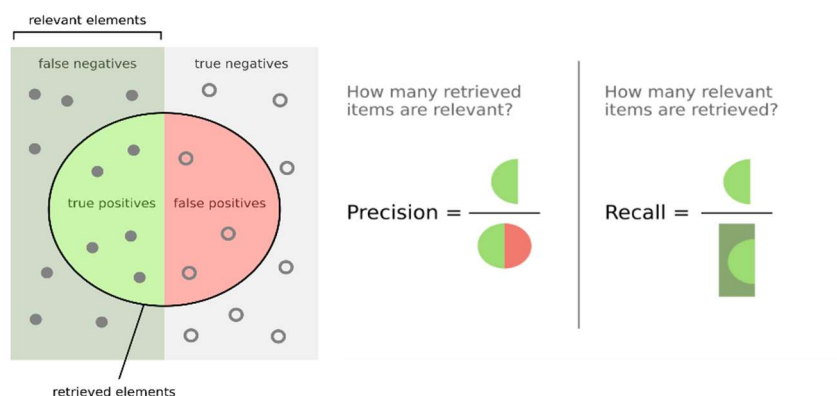 relevant elements
false negatives
true negatives
true positives
false positives
retrieved elements
How many retrieved
items are relevant?
Precision =
How many relevant
items are retrieved?
Recall =